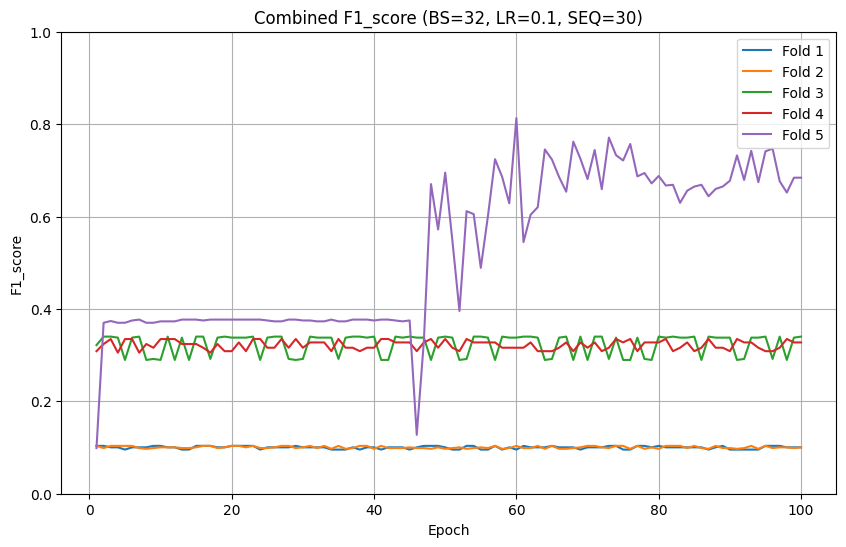 Combined F1_score (BS=32, LR=0.1, SEQ=30)
Fold 1
Fold 2
Fold 3
Fold 4
Fold 5
F1_score
1.0
0.8
0.6
0.4
0.2
0.0
0 20 40 60 80 100
Epoch